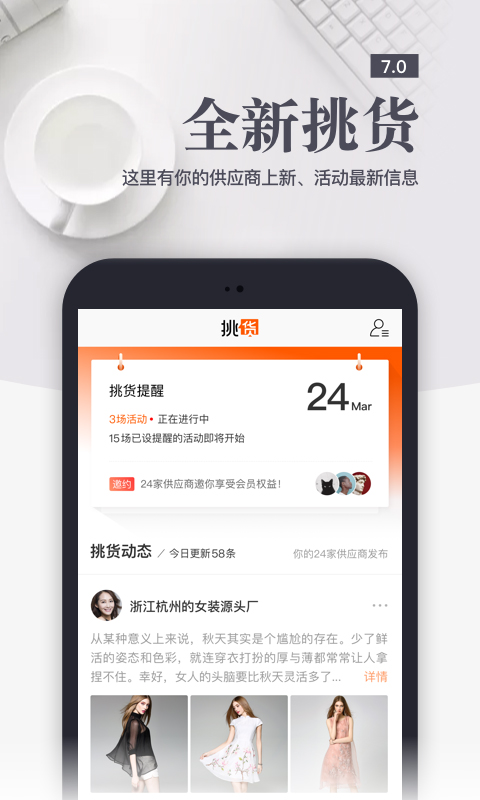 7.0
全新挑货
这里有你的供应商上新、活动最新信息
挑货
挑货提醒
24 Mar
3场活动 • 正在进行中
15场已设提醒的活动即将开始
邀约 24家供应商邀你享受会员权益!
挑货动态 / 今日更新58条
你的24家供应商发布
浙江杭州的女装源头厂
从某种意义上来说，秋天其实是个尴尬的存在。少了鲜
活的姿态和色彩，就连穿衣打扮的厚与薄都常常让人拿
捏不住。幸好，女人的头脑要比秋天灵活多了... 详情